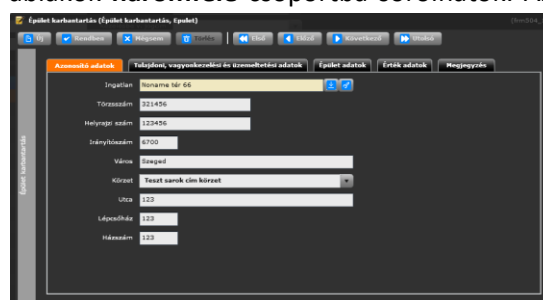 Épület karbantartás (Épület karbantartás, Epulet)
Új Rendben Mégsem Törlés Első Előző Következő Utolsó
Azonosító adatok Tulajdoni, vagyonkezelési és üzemeltetési adatok Épület adatok Érték adatok Megjegyzés
Ingatlan Noname tér 66
Törzsszám 321456
Helyrajzi szám 123456
Irányítószám 6700
Város Szeged
Körzet Teszt sarok cím körzet
Utca 123
Lépcsőház 123
Házszám 123
Épület karbantartás